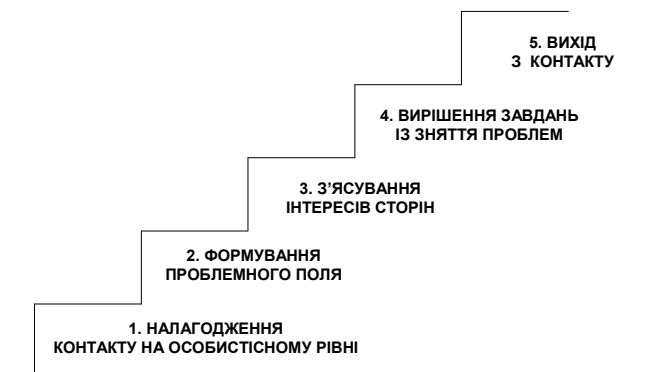 5. ВИХІД
З КОНТАКТУ
4. ВИРІШЕННЯ ЗАВДАНЬ
ІЗ ЗНЯТТЯ ПРОБЛЕМ
3. З'ЯСУВАННЯ
ІНТЕРЕСІВ СТОРІН
2. ФОРМУВАННЯ
ПРОБЛЕМНОГО ПОЛЯ
1. НАЛАГОДЖЕННЯ
КОНТАКТУ НА ОСОБИСТІСНОМУ РІВНІ